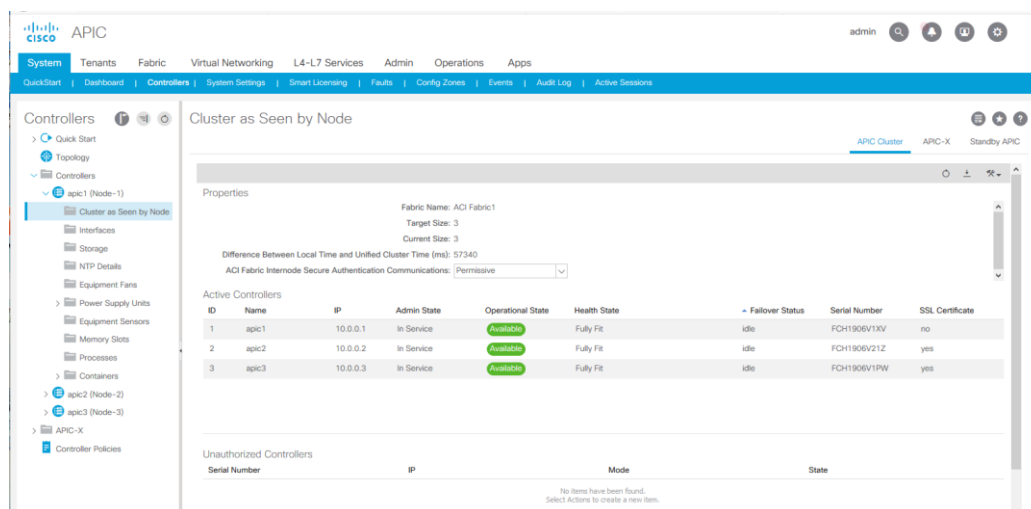 CISCO APIC admin
System Tenants Fabric Virtual Networking L4-L7 Services Admin Operations Apps
QuickStart | Dashboard | Controllers | System Settings | Smart Licensing | Faults | Config Zones | Events | Audit Log | Active Sessions
Controllers
Quick Start
Topology
Controllers
apic1 (Node-1)
Cluster as Seen by Node
Interfaces
Storage
NTP Details
Equipment Fans
Power Supply Units
Equipment Sensors
Memory Slots
Processes
Containers
apic2 (Node-2)
apic3 (Node-3)
APIC-X
Controller Policies
Cluster as Seen by Node
APIC Cluster APIC-X Standby APIC
Properties
Fabric Name: ACI Fabric1
Target Size: 3
Current Size: 3
Difference Between Local Time and Unified Cluster Time (ms): 57340
ACI Fabric Internode Secure Authentication Communications: Permissive
Active Controllers
ID Name IP Admin State Operational State Health State Failover Status Serial Number SSL Certificate
1 apic1 10.0.0.1 In Service Available Fully Fit idle FCH1906V1XV no
2 apic2 10.0.0.2 In Service Available Fully Fit idle FCH1906V21Z yes
3 apic3 10.0.0.3 In Service Available Fully Fit idle FCH1906V1PW yes
Unauthorized Controllers
Serial Number IP Mode State
No items have been found.
Select Actions to create a new item.